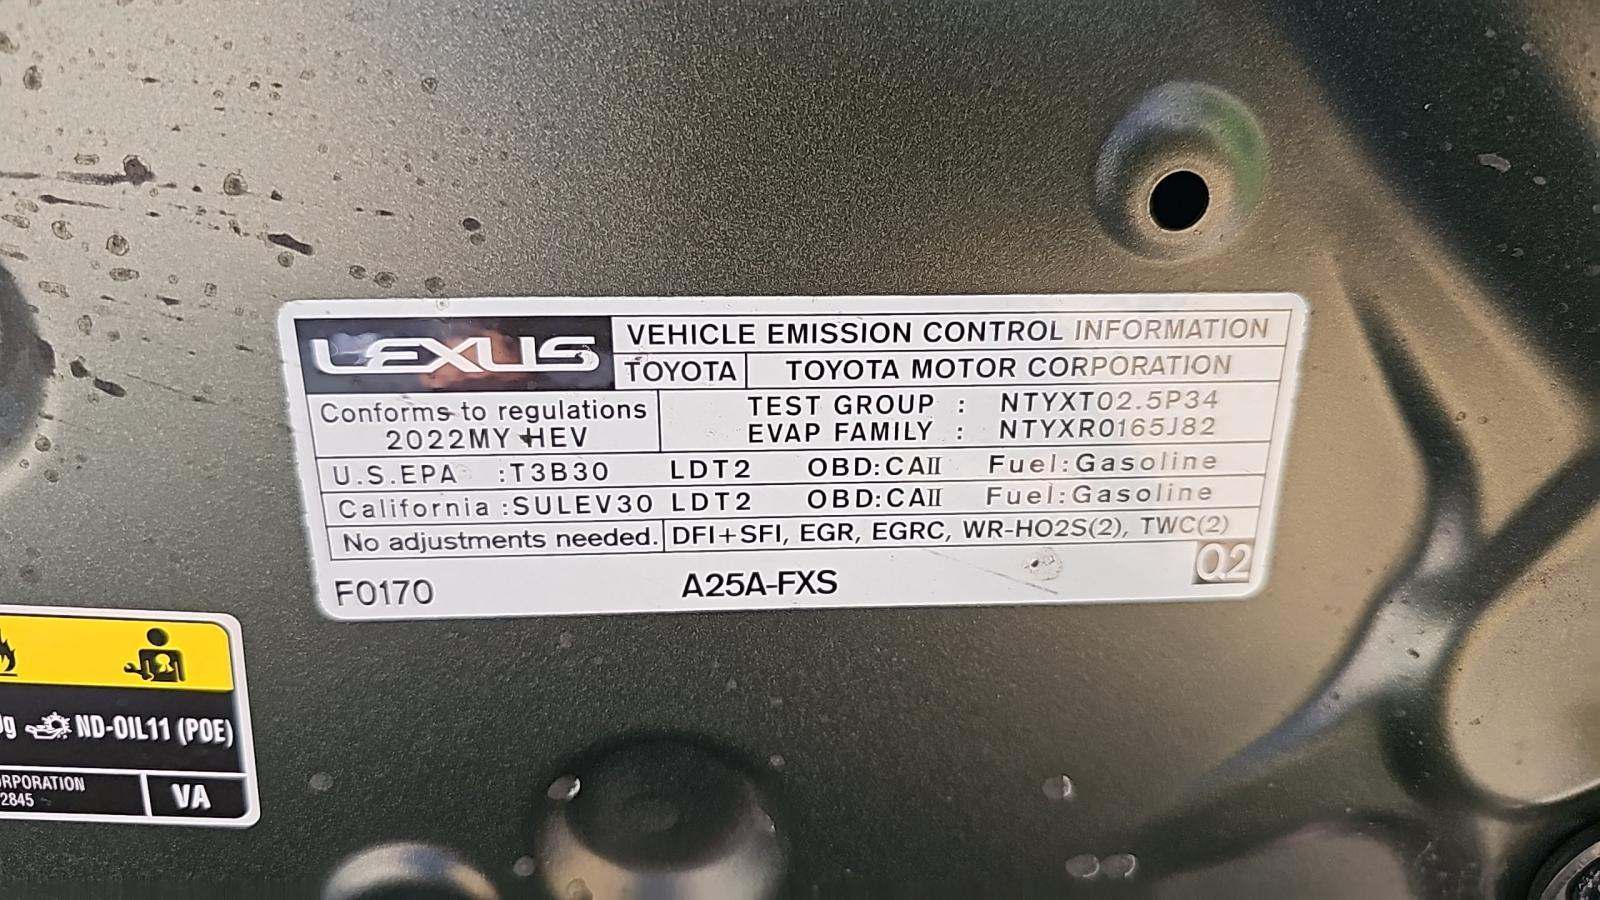 LEXUS
VEHICLE EMISSION CONTROL INFORMATION
TOYOTA TOYOTA MOTOR CORPORATION
Conforms to regulations
2022MY HEV
TEST GROUP : NTYXT02.5P34
EVAP FAMILY : NTYXR0165J82
U.S.EPA :T3B30 LDT2 OBD:CAII Fuel:Gasoline
California :SULEV30 LDT2 OBD:CAII Fuel:Gasoline
No adjustments needed. DFI+SFI, EGR, EGRC, WR-HO2S(2), TWC(2)
F0170 A25A-FXS Q2
ND-OIL11 (POE)
RPORATION
2845
VA